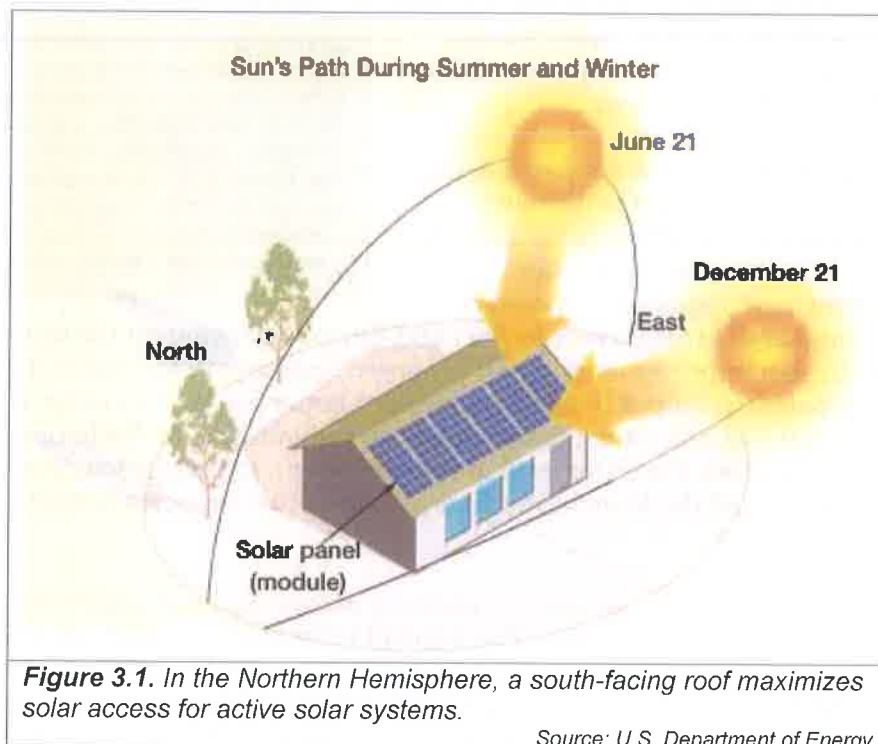 Sun's Path During Summer and Winter
June 21
December 21
East
North
Solar panel
(module)
Figure 3.1. In the Northern Hemisphere, a south-facing roof maximizes
solar access for active solar systems.
Source: U.S. Department of Energy